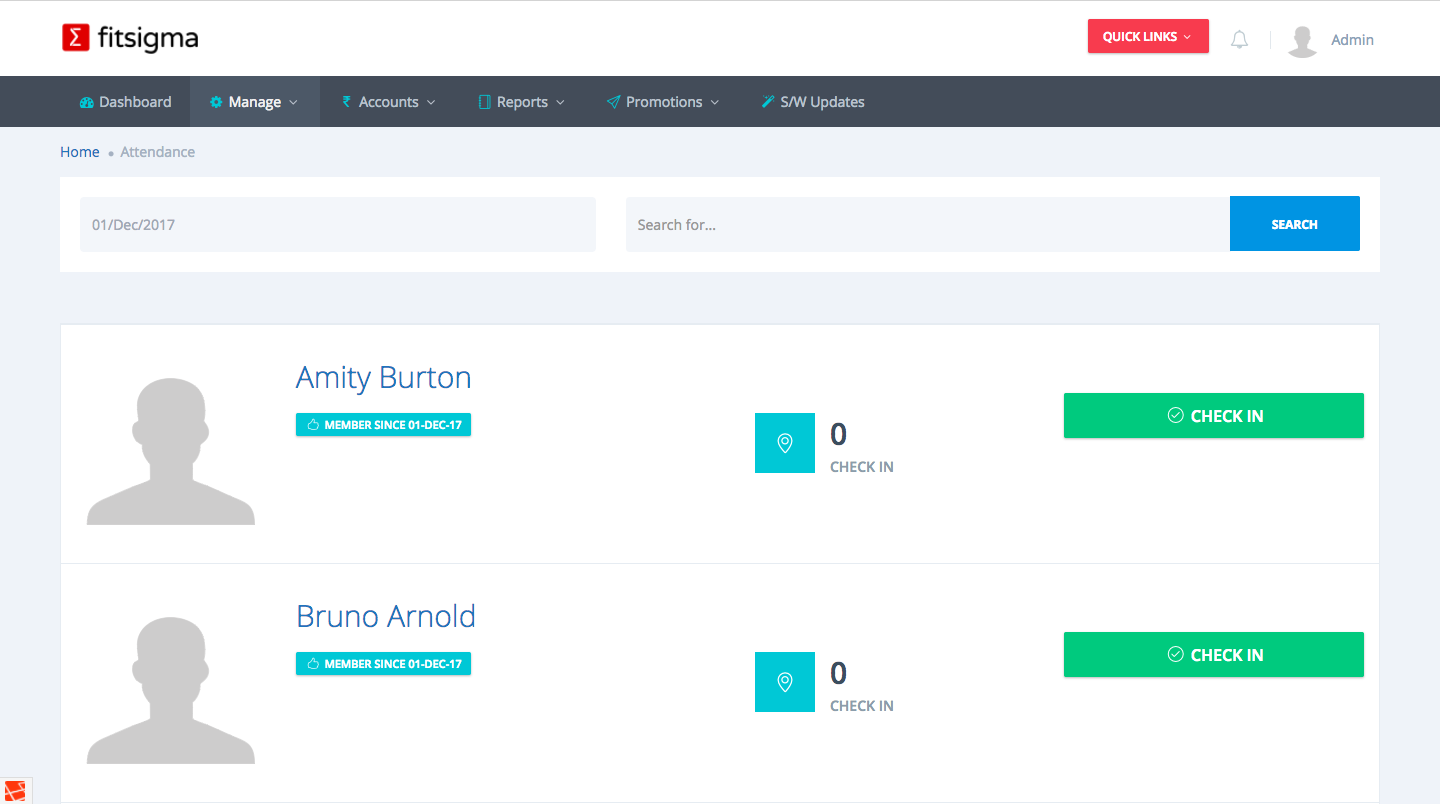 Σ fitsigma
QUICK LINKS
Admin
Dashboard Manage ₹ Accounts Reports Promotions S/W Updates
Home • Attendance
01/Dec/2017 Search for... SEARCH
Amity Burton
MEMBER SINCE 01-DEC-17
0
CHECK IN
CHECK IN
Bruno Arnold
MEMBER SINCE 01-DEC-17
0
CHECK IN
CHECK IN